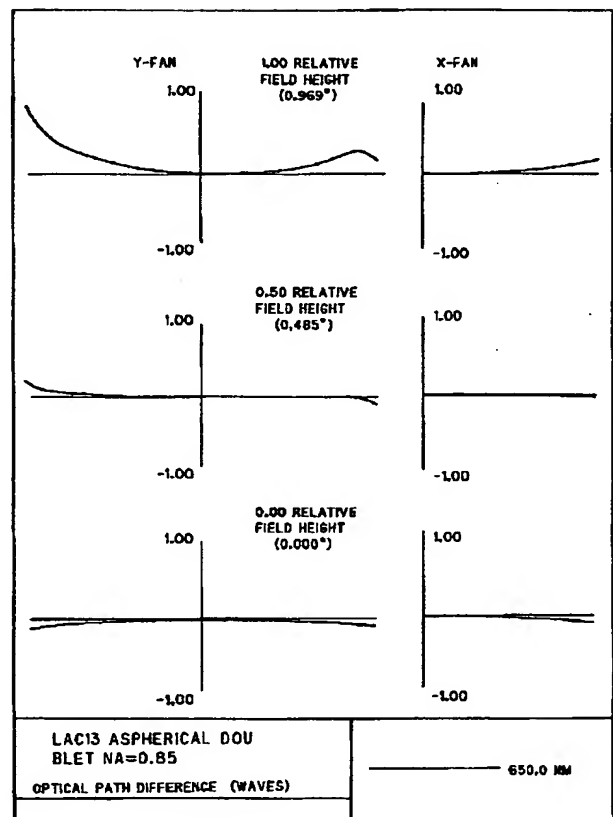 Y-FAN
1.00 RELATIVE
FIELD HEIGHT
(0.969°)
X-FAN
1.00
1.00
-1.00
-1.00
0.50 RELATIVE
FIELD HEIGHT
(0.485°)
1.00
1.00
-1.00
-1.00
0.00 RELATIVE
FIELD HEIGHT
(0.000°)
1.00
1.00
-1.00
-1.00
LAC13 ASPHERICAL DOU
BLET NA=0.85
OPTICAL PATH DIFFERENCE (WAVES)
650.0 NM